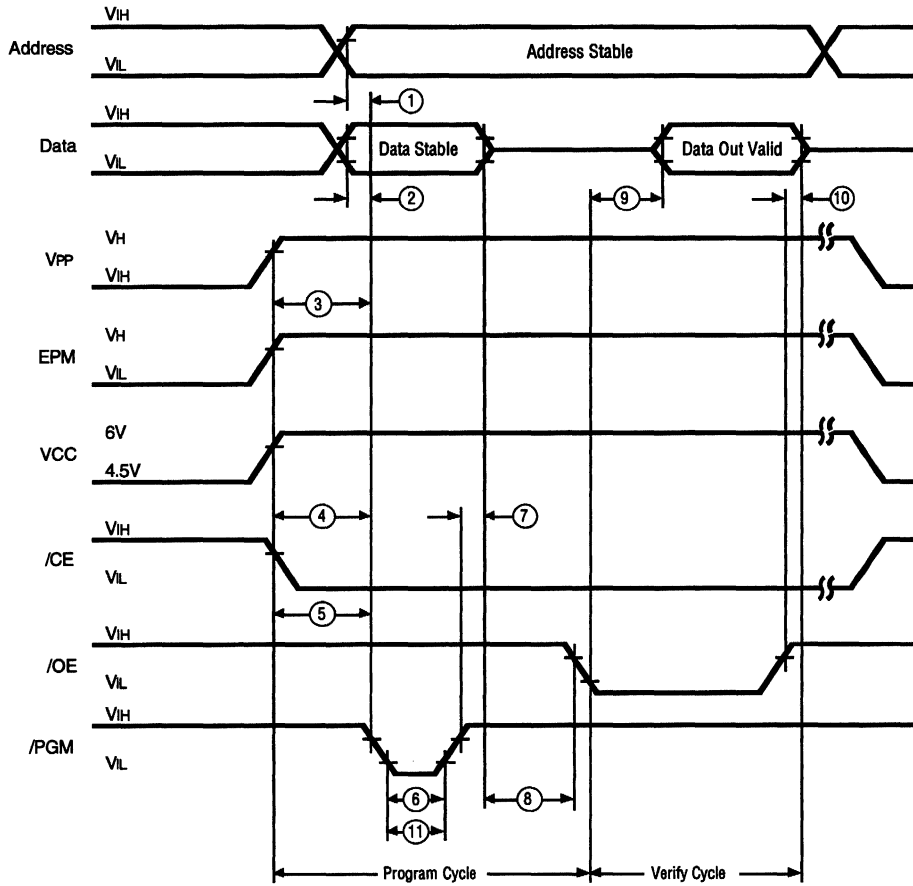 VIH
Address
Address Stable
VIL
1
VIH
Data
Data Stable
Data Out Valid
VIL
2
9
10
VH
VPP
VIH
3
VH
EPM
VIL
6V
VCC
4.5V
4
7
VIH
/CE
VIL
5
VIH
/OE
VIL
VIH
/PGM
VIL
6
8
11
Program Cycle
Verify Cycle